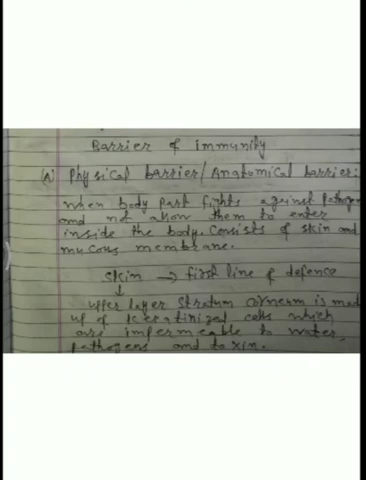 Barrier of immunity
(A) Physical barrier/Anatomical barrier:
When body part fights against pathogen
and not allow them to enter
inside the body. Consists of skin and
mucous membrane.
Skin → first line of defence
↓
upper layer stratum corneum is made
up of keratinized cells which
are impermeable to water,
pathogens and toxin.